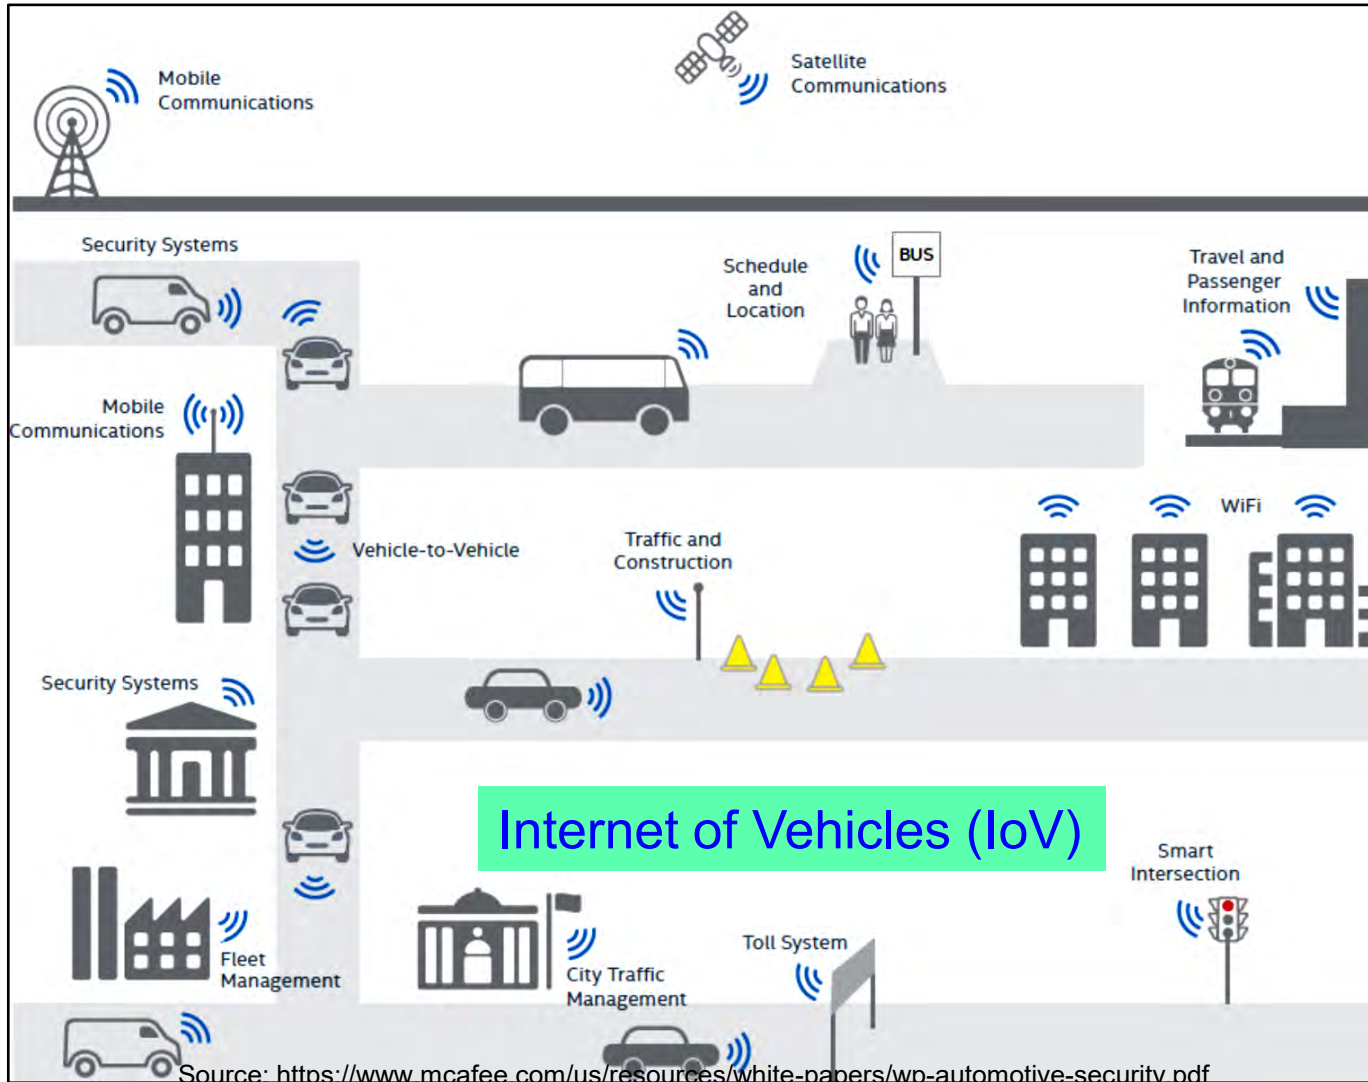 Mobile
Communications
Satellite
Communications
Security Systems
Schedule
and
Location
BUS
Travel and
Passenger
Information
Mobile
Communications
WiFi
Vehicle-to-Vehicle
Traffic and
Construction
Security Systems
Internet of Vehicles (IoV)
Smart
Intersection
Fleet
Management
City Traffic
Management
Toll System
Source: https://www.mcafee.com/us/resources/white-papers/wp-automotive-security.pdf